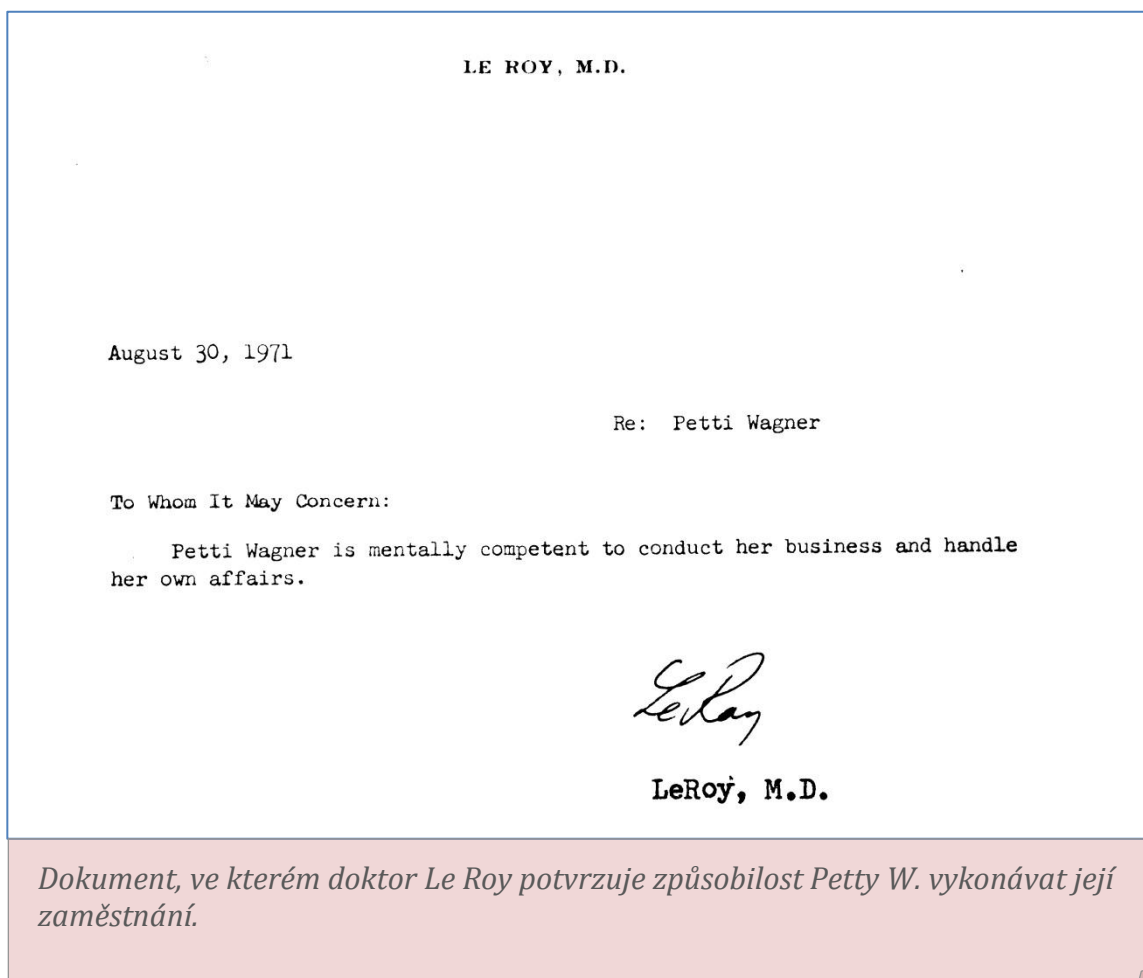 LE ROY, M.D.
August 30, 1971
Re: Petti Wagner
To Whom It May Concern:
Petti Wagner is mentally competent to conduct her business and handle
her own affairs.
LeRoy
LeRoy, M.D.
Dokument, ve kterém doktor Le Roy potvrzuje způsobilost Petty W. vykonávat její
zaměstnání.